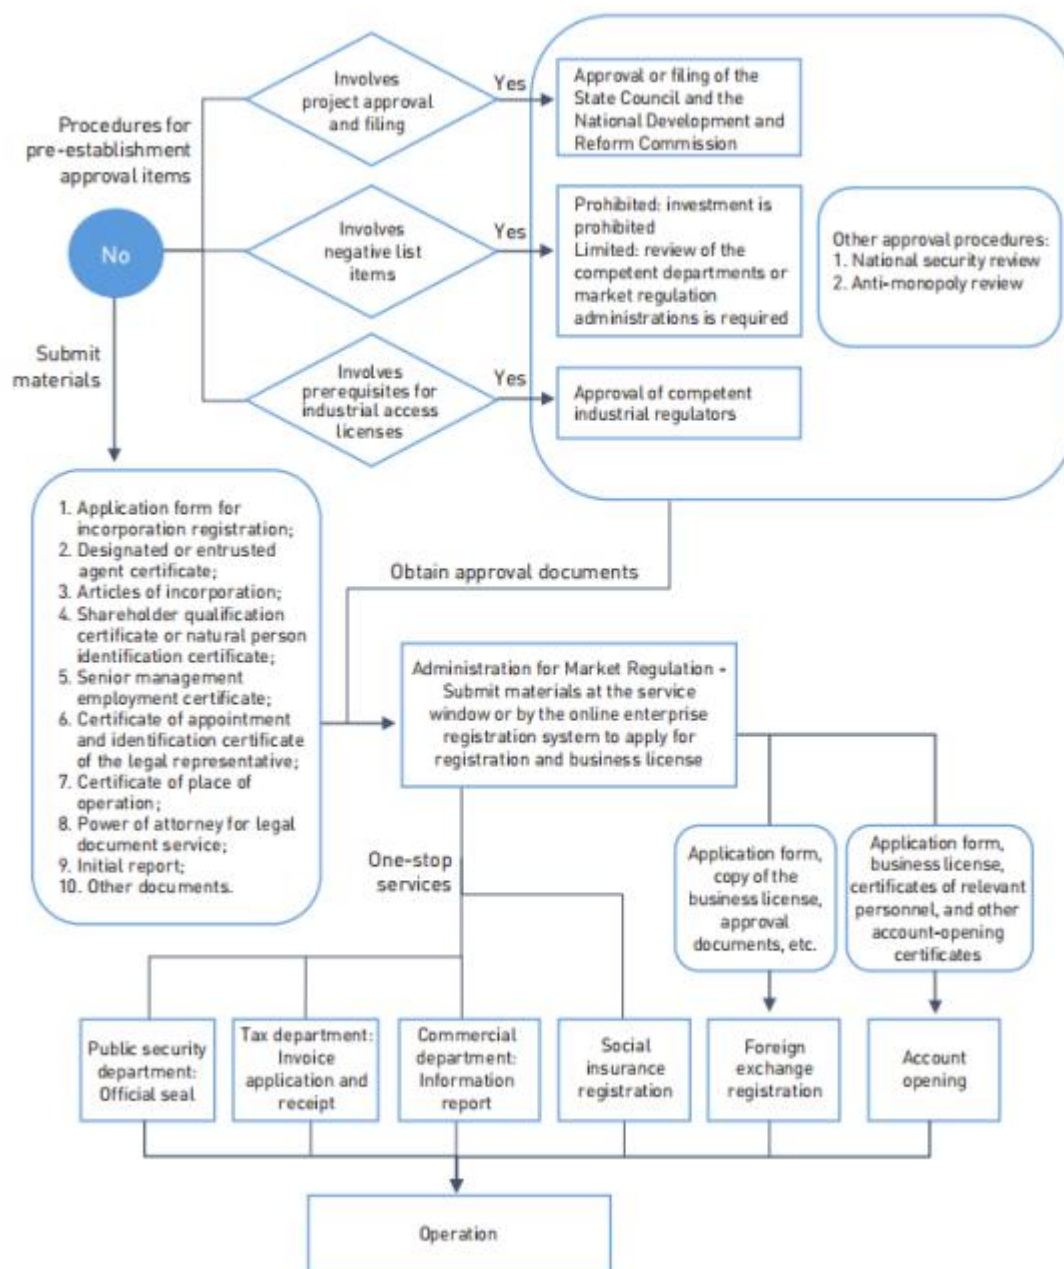 Involves
project approval
and filing
Yes
Approval or filing of the
State Council and the
National Development and
Reform Commission
Procedures for
pre-establishment
approval items
No
Involves
negative list
items
Yes
Prohibited: investment is
prohibited
Limited: review of the
competent departments or
market regulation
administrations is required
Other approval procedures:
1. National security review
2. Anti-monopoly review
Submit
materials
Involves
prerequisites for
industrial access
licenses
Yes
Approval of competent
industrial regulators
1. Application form for
incorporation registration;
2. Designated or entrusted
agent certificate;
3. Articles of incorporation;
4. Shareholder qualification
certificate or natural person
identification certificate;
5. Senior management
employment certificate;
6. Certificate of appointment
and identification certificate
of the legal representative;
7. Certificate of place of
operation;
8. Power of attorney for legal
document service;
9. Initial report;
10. Other documents.
Obtain approval documents
Administration for Market Regulation -
Submit materials at the service
window or by the online enterprise
registration system to apply for
registration and business license
One-stop
services
Application form,
copy of the
business license,
approval
documents, etc.
Application form,
business license,
certificates of relevant
personnel, and other
account-opening
certificates
Public security
department:
Official seal
Tax department:
Invoice
application and
receipt
Commercial
department:
Information
report
Social
insurance
registration
Foreign
exchange
registration
Account
opening
Operation